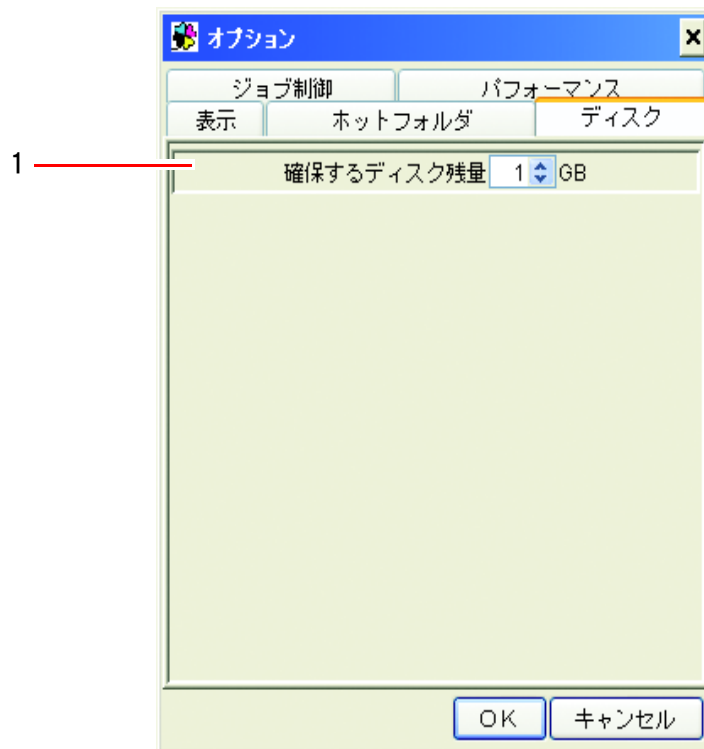 オプション
ジョブ制御 パフォーマンス
表示 ホットフォルダ ディスク
1
確保するディスク残量 1 GB
OK キャンセル